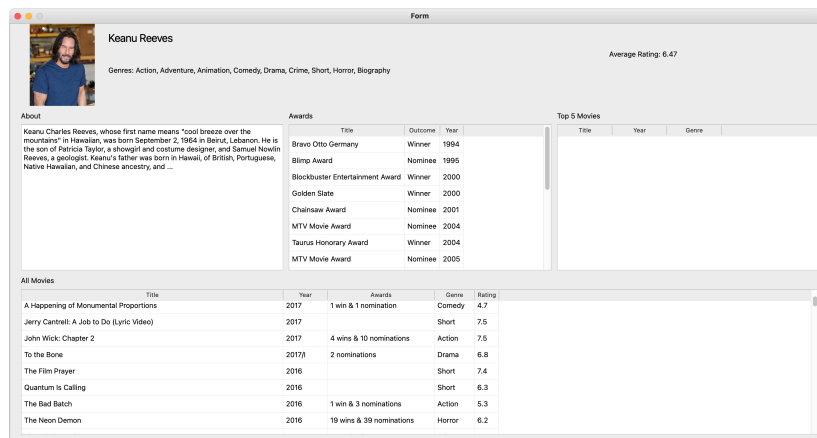 Form
Keanu Reeves
Average Rating: 6.47
Genres: Action, Adventure, Animation, Comedy, Drama, Crime, Short, Horror, Biography
About
Keanu Charles Reeves, whose first name means "cool breeze over the
mountains" in Hawaiian, was born September 2, 1964 in Beirut, Lebanon. He is
the son of Patricia Taylor, a showgirl and costume designer, and Samuel Nowlin
Reeves, a geologist. Keanu's father was born in Hawaii, of British, Portuguese,
Native Hawaiian, and Chinese ancestry, and ...
Awards
Title Outcome Year
Bravo Otto Germany Winner 1994
Blimp Award Nominee 1995
Blockbuster Entertainment Award Winner 2000
Golden Slate Winner 2000
Chainsaw Award Nominee 2001
MTV Movie Award Nominee 2004
Taurus Honorary Award Winner 2004
MTV Movie Award Nominee 2005
Top 5 Movies
Title Year Genre
All Movies
Title Year Awards Genre Rating
A Happening of Monumental Proportions 2017 1 win & 1 nomination Comedy 4.7
Jerry Cantrell: A Job to Do (Lyric Video) 2017 Short 7.5
John Wick: Chapter 2 2017 4 wins & 10 nominations Action 7.5
To the Bone 2017/I 2 nominations Drama 6.8
The Film Prayer 2016 Short 7.4
Quantum Is Calling 2016 Short 6.3
The Bad Batch 2016 1 win & 3 nominations Action 5.3
The Neon Demon 2016 19 wins & 39 nominations Horror 6.2